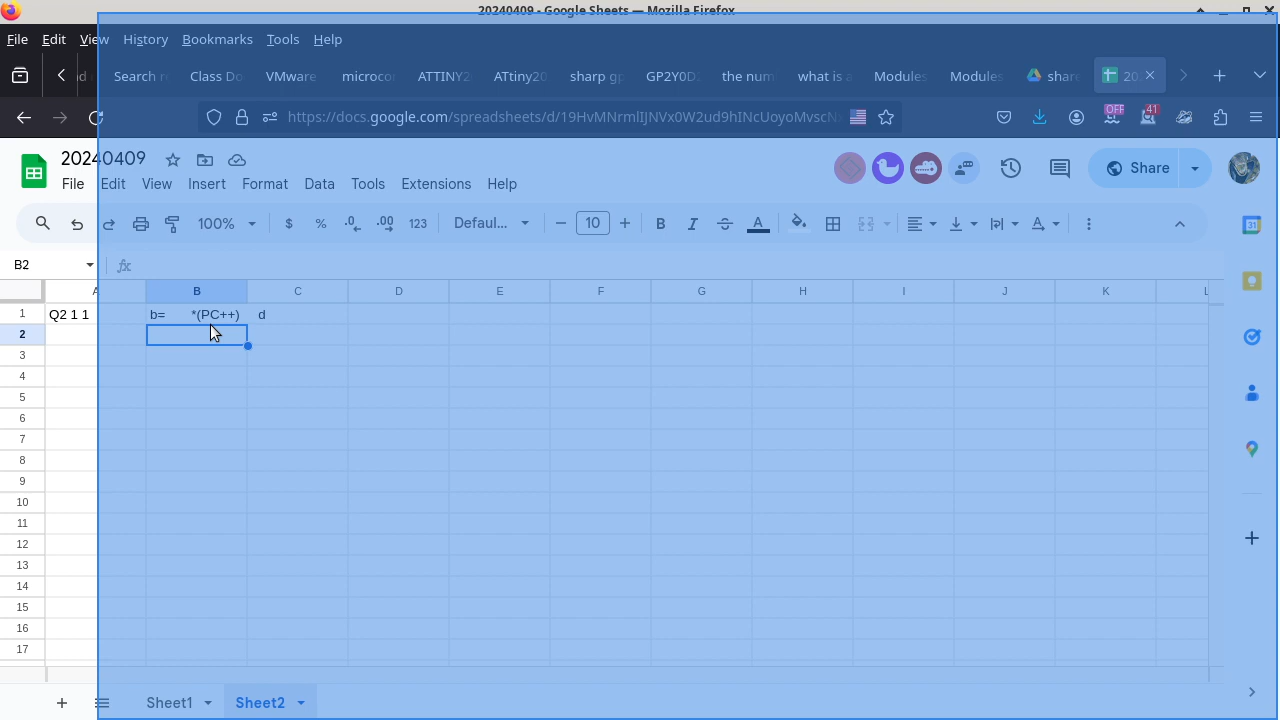 20240409 - Google Sheets — Mozilla Firefox
File Edit View History Bookmarks Tools Help
Search r Class Do VMware microco ATTINY2 ATtiny20 sharp gp GP2Y0D2 the num what is a Modules Modules share 20
https://docs.google.com/spreadsheets/d/19HvMNrmlIJNVx0W2ud9hINcUoyoMvscN OFF 41
20240409 Share
File Edit View Insert Format Data Tools Extensions Help
100% $ % .0 .00 123 Defaul... 10 B I S A
B2 fx
A B C D E F G H I J K L
1 Q2 1 1 b= *(PC++) d
2
3
4
5
6
7
8
9
10
11
12
13
14
15
16
17
Sheet1 Sheet2